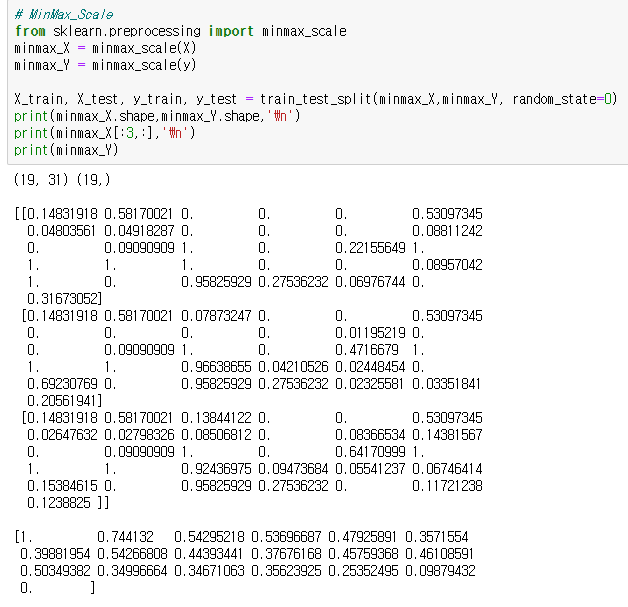 # MinMax_Scale
from sklearn.preprocessing import minmax_scale
minmax_X = minmax_scale(X)
minmax_Y = minmax_scale(y)
X_train, X_test, y_train, y_test = train_test_split(minmax_X,minmax_Y, random_state=0)
print(minmax_X.shape,minmax_Y.shape,'₩n')
print(minmax_X[:3,:],'₩n')
print(minmax_Y)
(19, 31) (19,)
[[0.14831918 0.58170021 0. 0. 0. 0.53097345
0.04803561 0.04918287 0. 0. 0. 0.08811242
0. 0.09090909 1. 0. 0.22155649 1.
1. 1. 1. 0. 0. 0.08957042
1. 0. 0.95825929 0.27536232 0.06976744 0.
0.31673052]
[0.14831918 0.58170021 0.07873247 0. 0. 0.53097345
0. 0. 0. 0. 0.01195219 0.
0. 0.09090909 1. 0. 0.4716679 1.
1. 1. 0.96638655 0.04210526 0.02448454 0.
0.69230769 0. 0.95825929 0.27536232 0.02325581 0.03351841
0.20561941]
[0.14831918 0.58170021 0.13844122 0. 0. 0.53097345
0.02647632 0.02798326 0.08506812 0. 0.08366534 0.14381567
0. 0.09090909 1. 0. 0.64170999 1.
1. 1. 0.92436975 0.09473684 0.05541237 0.06746414
0.15384615 0. 0.95825929 0.27536232 0. 0.11721238
0.1238825 ]]
[1. 0.744132 0.54295218 0.53696687 0.47925891 0.3571554
0.39881954 0.54266808 0.44393441 0.37676168 0.45759368 0.46108591
0.50349382 0.34996664 0.34671063 0.35623925 0.25352495 0.09879432
0. ]